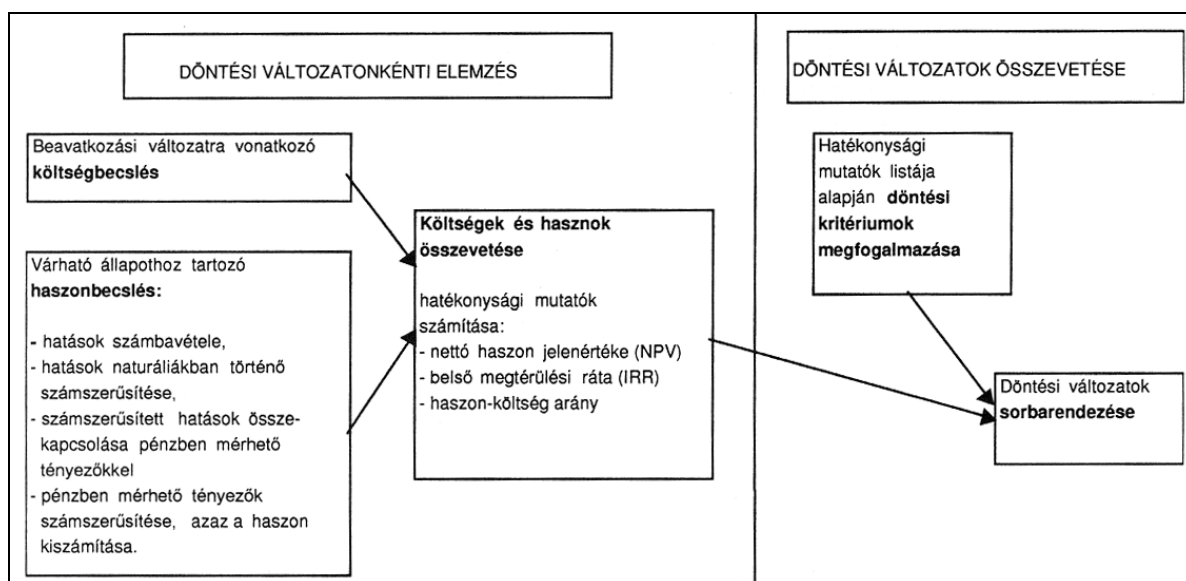 DÖNTÉSI VÁLTOZATONKÉNTI ELEMZÉS
Beavatkozási változatra vonatkozó
költségbecslés
Várható állapothoz tartozó
haszonbecslés:
- hatások számbavétele,
- hatások naturáliákban történő
számszerűsítése,
- számszerűsített hatások össze-
kapcsolása pénzben mérhető
tényezőkkel
- pénzben mérhető tényezők
számszerűsítése, azaz a haszon
kiszámítása.
Költségek és hasznok
összevetése
hatékonysági mutatók
számítása:
- nettó haszon jelenértéke (NPV)
- belső megtérülési ráta (IRR)
- haszon-költség arány
DÖNTÉSI VÁLTOZATOK ÖSSZEVETÉSE
Hatékonysági
mutatók listája
alapján döntési
kritériumok
megfogalmazása
Döntési változatok
sorbarendezése